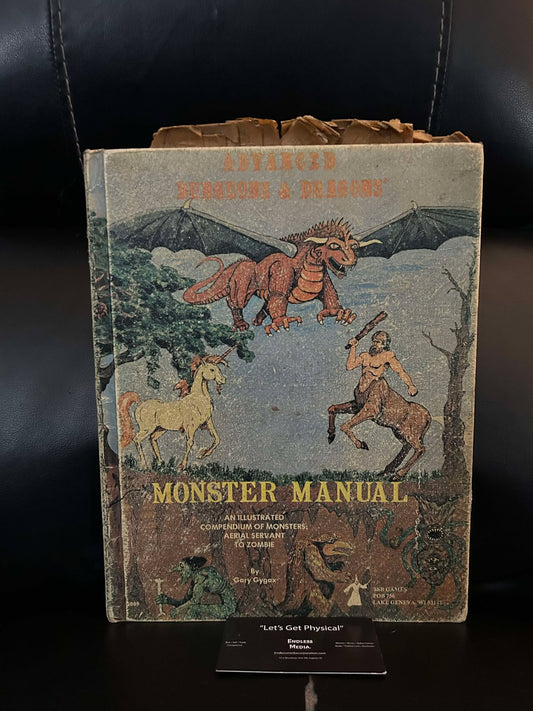 ADVANCED
DUNGEONS & DRAGONS
MONSTER MANUAL
AN ILLUSTRATED
COMPENDIUM OF MONSTERS:
AERIAL SERVANT
TO ZOMBIE
By
Gary Gygax
TSR GAMES
POB 756
LAKE GENEVA, WI 53147
"Let's Get Physical"
ENDLESS
MEDIA